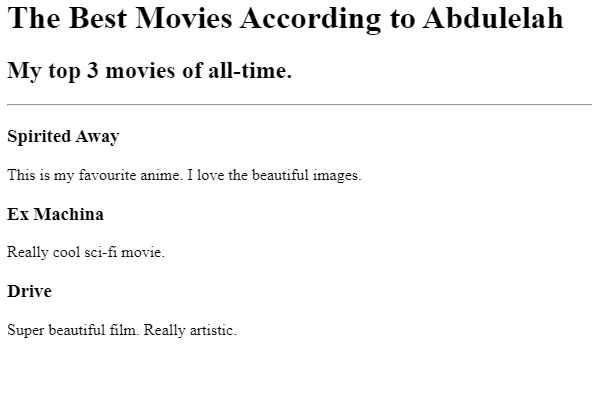 The Best Movies According to Abdulelah
My top 3 movies of all-time.
Spirited Away
This is my favourite anime. I love the beautiful images.
Ex Machina
Really cool sci-fi movie.
Drive
Super beautiful film. Really artistic.